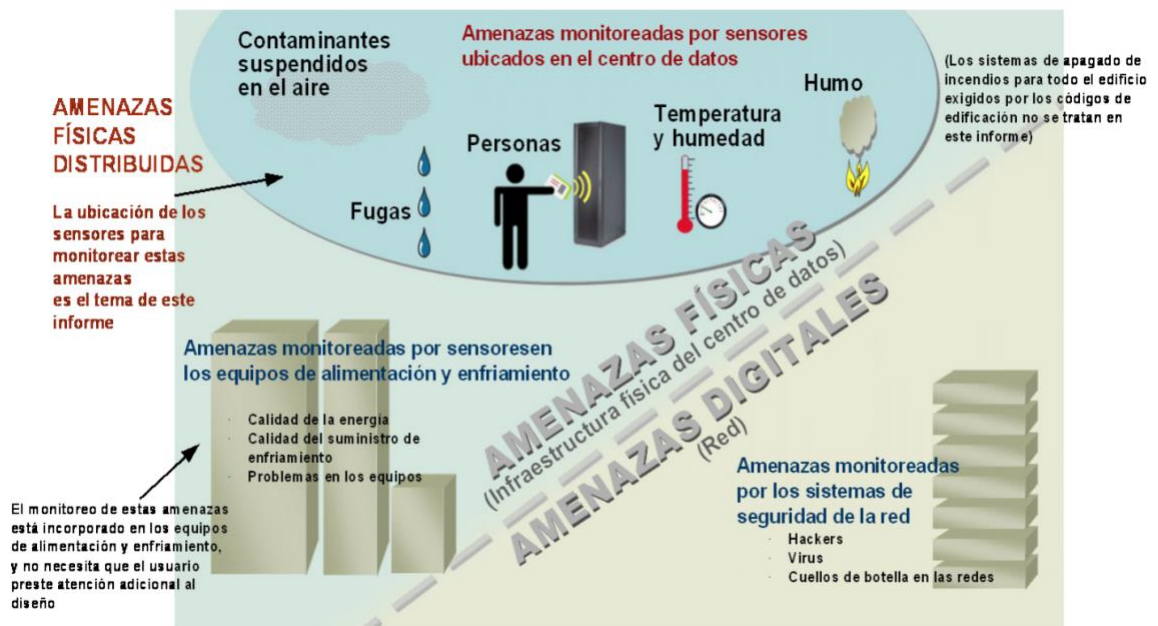 Contaminantes
suspendidos
en el aire
Amenazas monitoreadas por sensores
ubicados en el centro de datos
Humo
(Los sistemas de apagado de
incendios para todo el edificio
exigidos por los códigos de
edificación no se tratan en
este informe)
AMENAZAS
FÍSICAS
DISTRIBUIDAS
Personas
Temperatura
y humedad
Fugas
La ubicación de los
sensores para
monitorear estas
amenazas
es el tema de este
informe
AMENAZAS FÍSICAS
(Infraestructura física del centro de datos)
AMENAZAS DIGITALES
(Red)
Amenazas monitoreadas por sensoresen
los equipos de alimentación y enfriamiento
· Calidad de la energía
· Calidad del suministro de
enfriamiento
· Problemas en los equipos
El monitoreo de estas amenazas
está incorporado en los equipos
de alimentación y enfriamiento,
y no necesita que el usuario
preste atención adicional al
diseño
Amenazas monitoreadas
por los sistemas de
seguridad de la red
· Hackers
· Virus
· Cuellos de botella en las redes